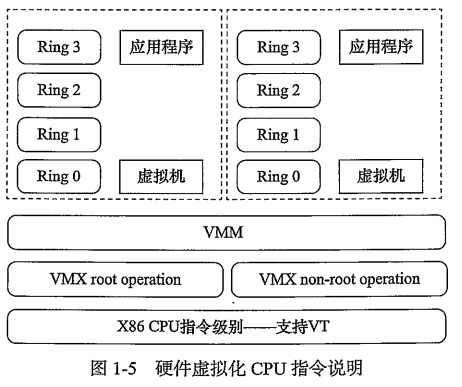 Ring 3 应用程序 Ring 3 应用程序
Ring 2 Ring 2
Ring 1 Ring 1
Ring 0 虚拟机 Ring 0 虚拟机
VMM
VMX root operation VMX non-root operation
X86 CPU指令级别——支持VT
图 1-5 硬件虚拟化 CPU 指令说明